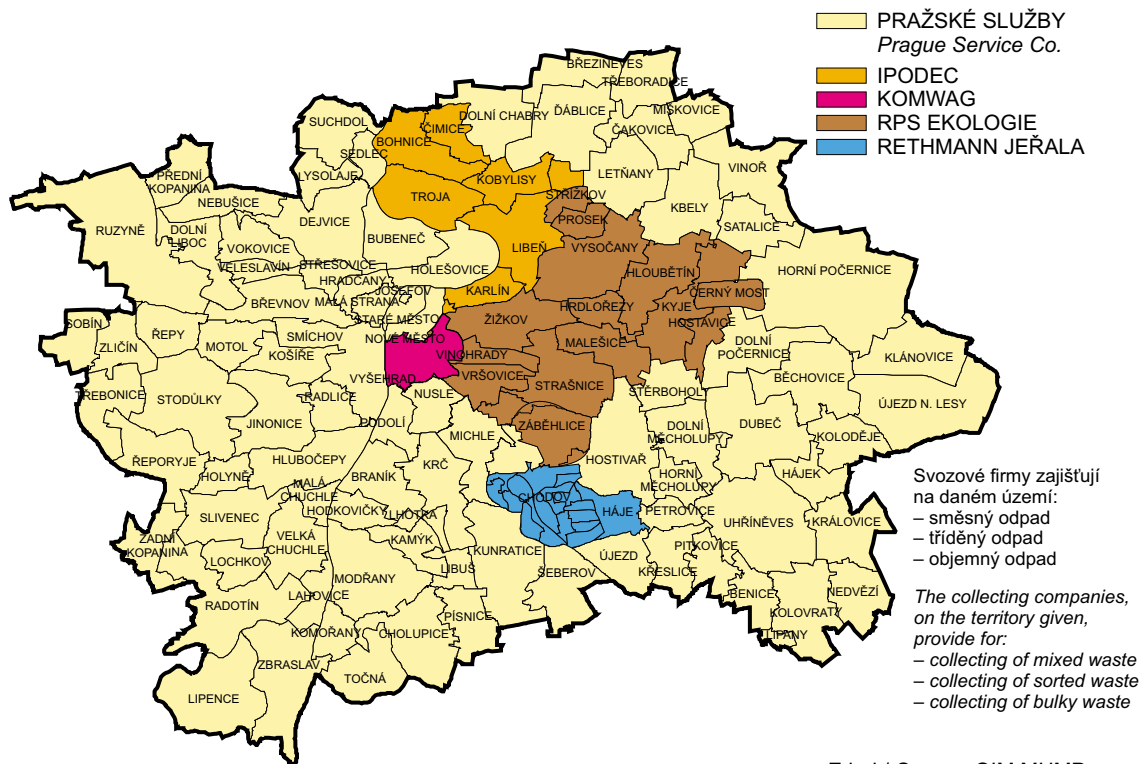 PRAŽSKÉ SLUŽBY
Prague Service Co.
IPODEC
KOMWAG
RPS EKOLOGIE
RETHMANN JEŘALA
BŘEZINEVES
TŘEBORADICE
MISKOVICE
DOLNÍ CHABRY
ĎÁBLICE
ČAKOVICE
SUCHDOL
ČIMICE
BOHNICE
SEDLEC
LYSOLAJE
PŘEDNÍ
KOPANINA
NEBUŠICE
KOBYLISY
LETŇANY
VINOŘ
STŘÍŽKOV
TROJA
DEJVICE
KBELY
RUZYNĚ
DOLNÍ
LIBOC
PROSEK
SATALICE
VOKOVICE
BUBENEČ
LIBEŇ
VYSOČANY
VELESLAVÍN
STŘEŠOVICE
HOLEŠOVICE
HLOUBĚTÍN
HORNÍ POČERNICE
HRADČANY
JOSEFOV
KARLÍN
ČERNÝ MOST
BŘEVNOV
MALÁ STRANA
HRDLOŘEZY
KYJE
STARÉ MĚSTO
ŽIŽKOV
HOSTAVICE
SOBÍN
ŘEPY
SMÍCHOV
NOVÉ MĚSTO
MALEŠICE
DOLNÍ
POČERNICE
ZLIČÍN
MOTOL
KOŠÍŘE
VINOHRADY
KLÁNOVICE
VYŠEHRAD
VRŠOVICE
STRAŠNICE
BĚCHOVICE
TŘEBONICE
STODŮLKY
RADLICE
NUSLE
ŠTĚRBOHOLY
ÚJEZD N. LESY
JINONICE
PODOLÍ
ZÁBĚHLICE
DOLNÍ
MĚCHOLUPY
DUBEČ
MICHLE
KOLODĚJE
ŘEPORYJE
HOLYNĚ
HLUBOČEPY
BRANÍK
KRČ
HOSTIVAŘ
HORNÍ
MĚCHOLUPY
HÁJEK
MALÁ
CHUCHLE
CHODOV
SLIVENEC
HODKOVIČKY
LHOTKA
HÁJE
PETROVICE
UHŘÍNĚVES
KRÁLOVICE
ZADNÍ
KOPANINA
VELKÁ
CHUCHLE
KAMÝK
LOCHKOV
KUNRATICE
ÚJEZD
PITKOVICE
LIBUŠ
ŠEBEROV
KŘESLICE
MODŘANY
RADOTÍN
LAHOVICE
BENICE
NEDVĚZÍ
PÍSNICE
KOLOVRATY
KOMOŘANY
CHOLUPICE
LIPANY
ZBRASLAV
TOČNÁ
LIPENCE
Svozové firmy zajišťují
na daném území:
– směsný odpad
– tříděný odpad
– objemný odpad
The collecting companies,
on the territory given,
provide for:
– collecting of mixed waste
– collecting of sorted waste
– collecting of bulky waste